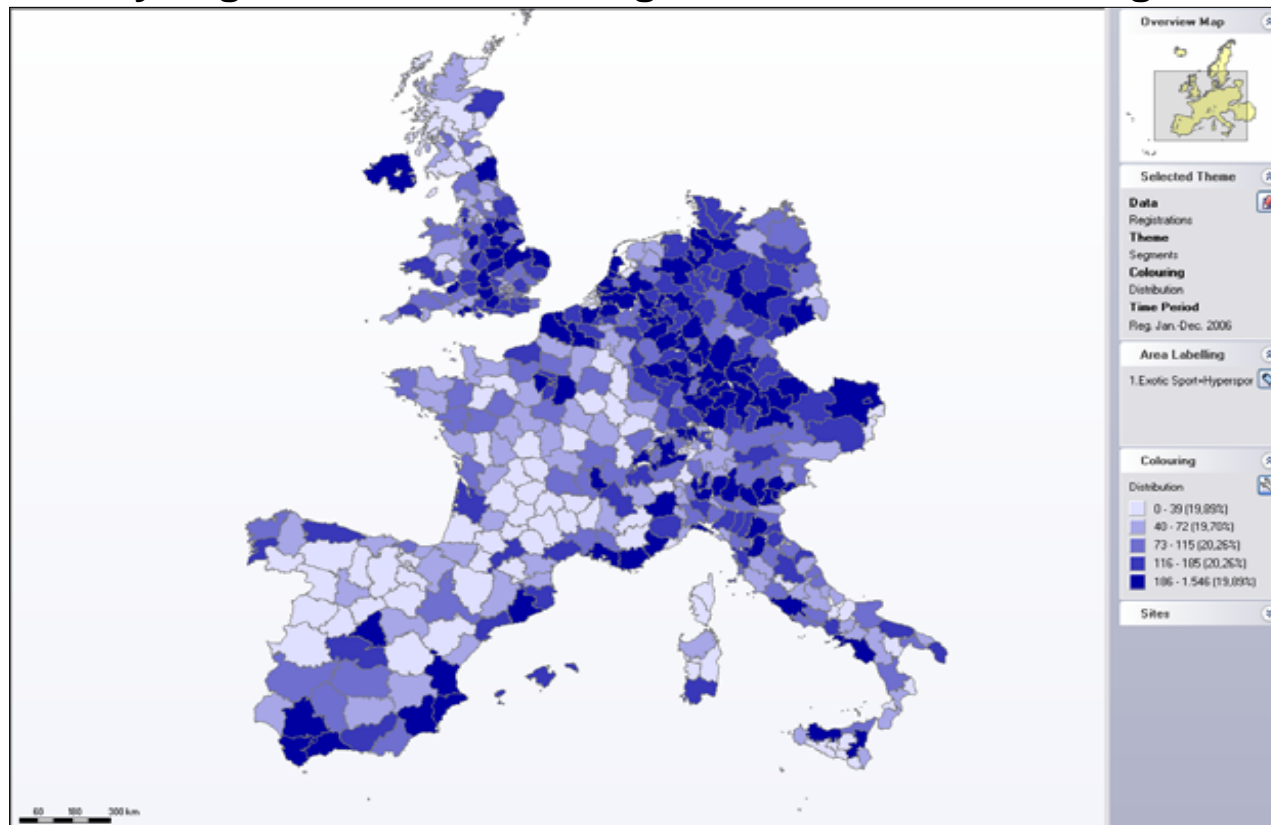 Overview Map
Selected Theme
Data
Registrations
Theme
Segments
Colouring
Distribution
Time Period
Reg. Jan.-Dec. 2006
Area Labelling
1.Exotic Sport+Hyperspor
Colouring
Distribution
0 - 39 (19,89%)
40 - 72 (19,70%)
73 - 115 (20,26%)
116 - 185 (20,26%)
186 - 1.546 (19,89%)
Sites
300 km